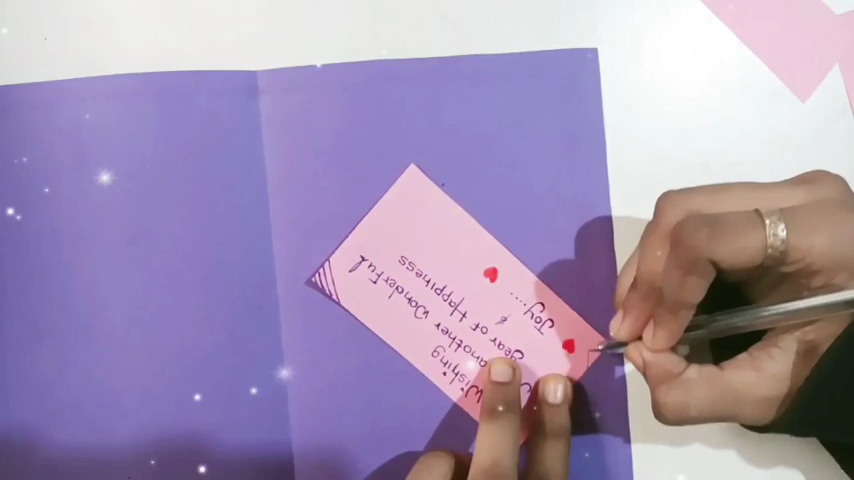 Wishing
another Wonderful
year of Happiness
&
Joy....